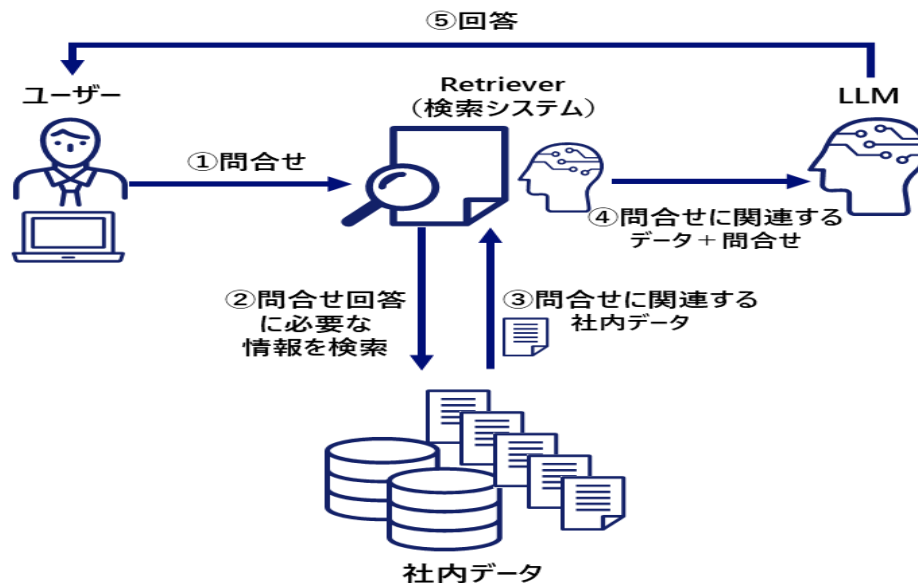 ⑤回答
ユーザー
Retriever
（検索システム）
LLM
①問合せ
④問合せに関連する
データ＋問合せ
②問合せ回答
に必要な
情報を検索
③問合せに関連する
社内データ
社内データ